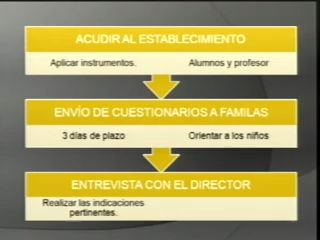 ACUDIR AL ESTABLECIMIENTO
Aplicar instrumentos. Alumnos y profesor
ENVÍO DE CUESTIONARIOS A FAMILAS
3 días de plazo Orientar a los niños
ENTREVISTA CON EL DIRECTOR
Realizar las indicaciones
pertinentes.